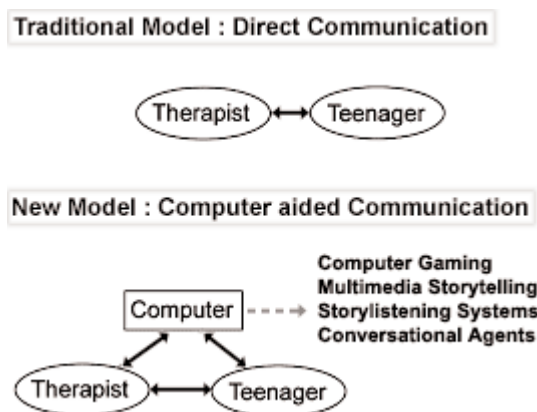 Traditional Model : Direct Communication
Therapist Teenager
New Model : Computer aided Communication
Computer Gaming
Multimedia Storytelling
Computer Storylistening Systems
Conversational Agents
Therapist Teenager